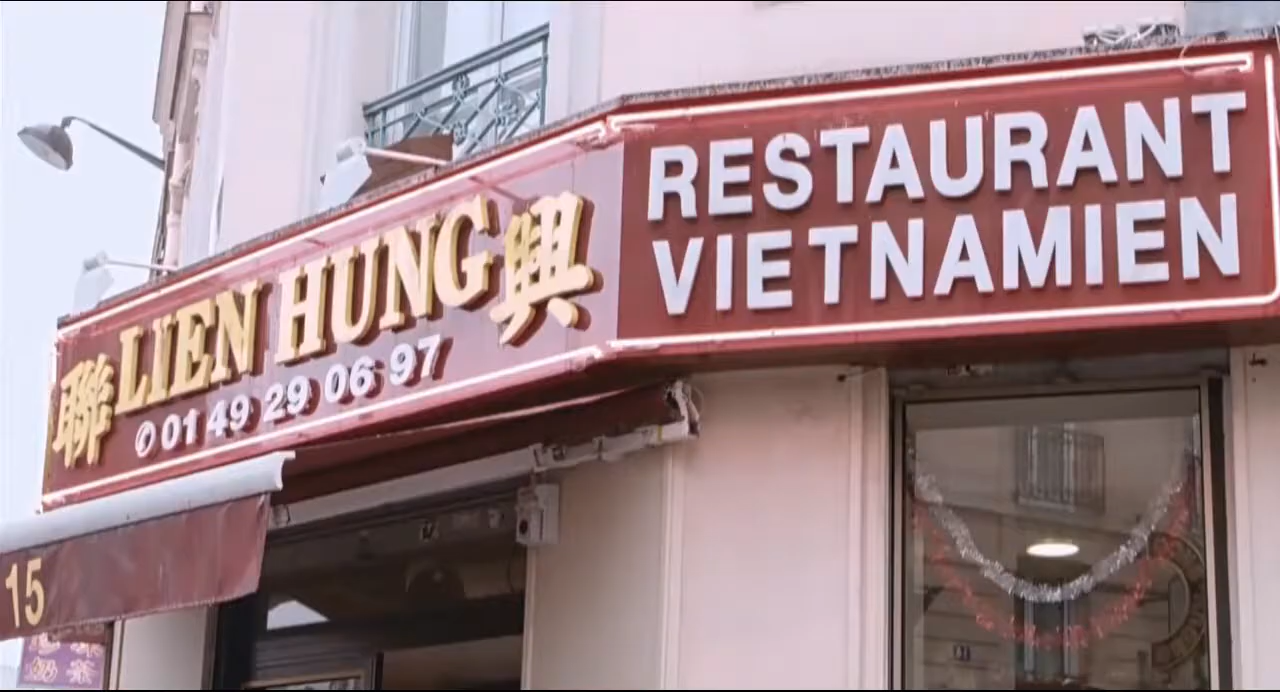 聯 LIEN HUNG 興
✆ 01 49 29 06 97
RESTAURANT
VIETNAMIEN
15